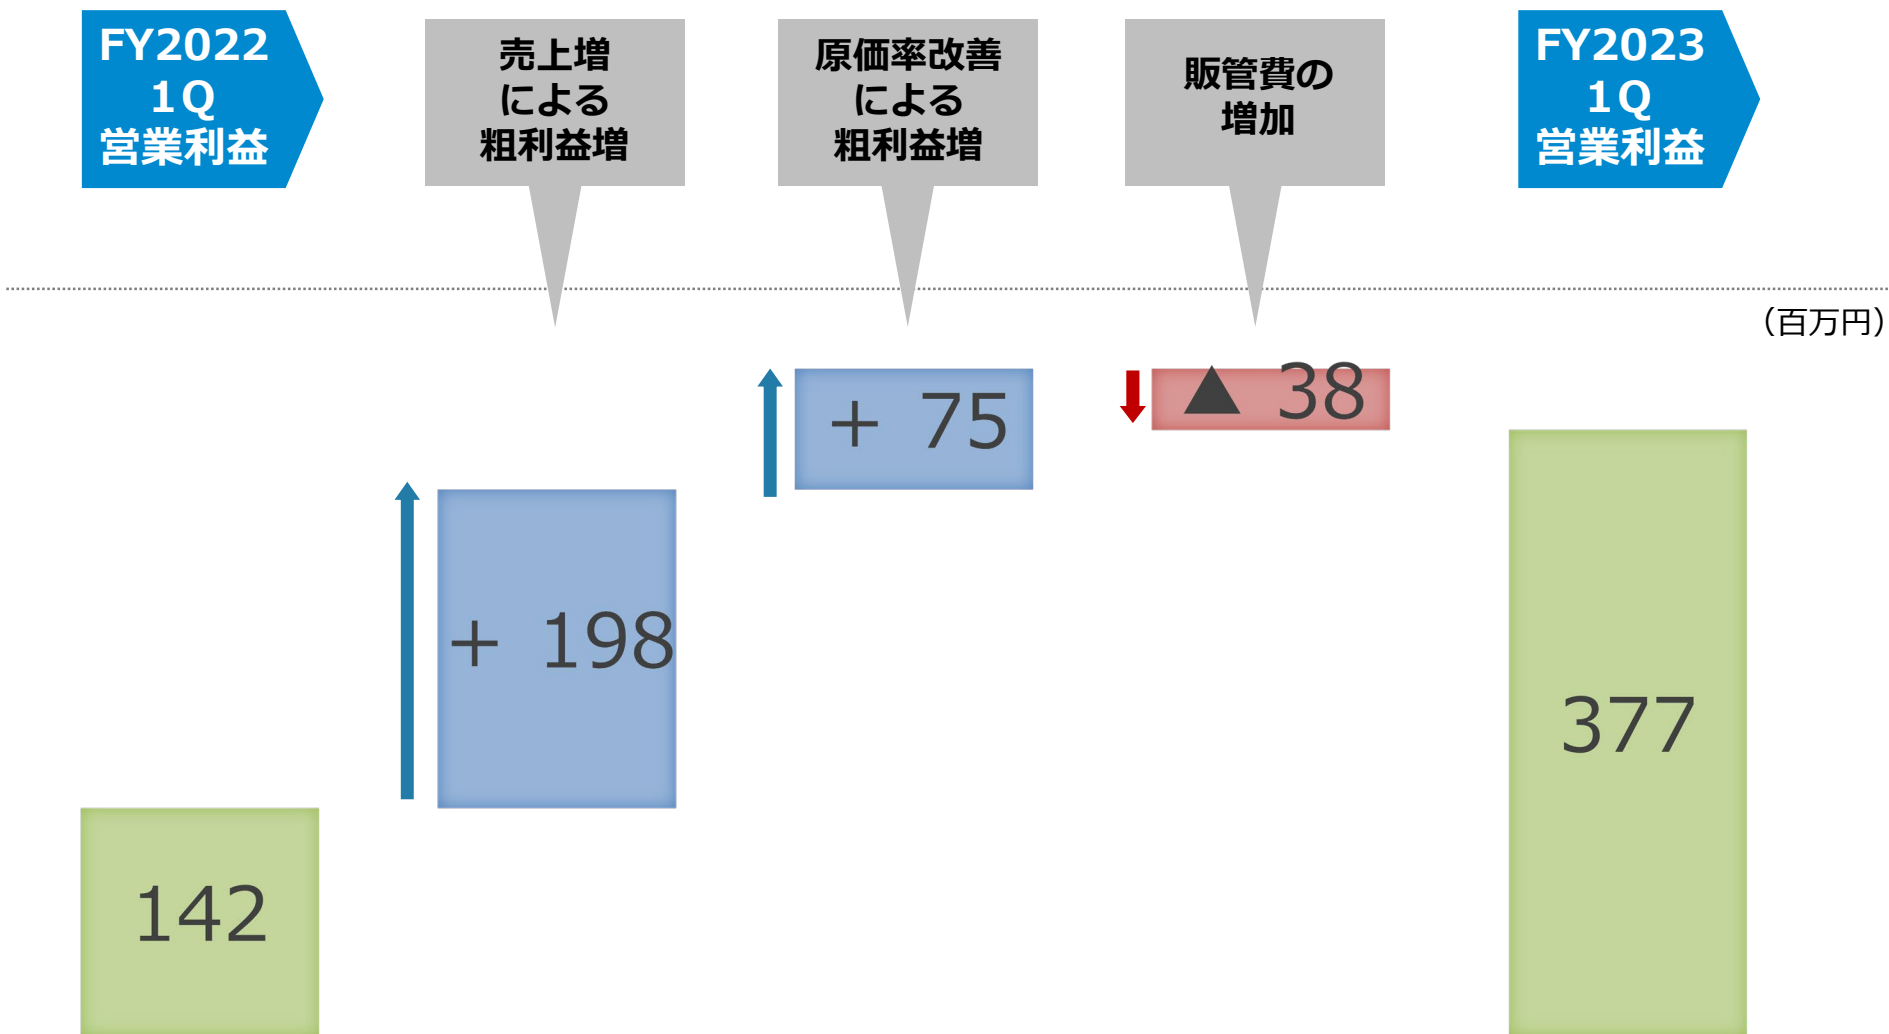 FY2022
1Q
営業利益
売上増
による
粗利益増
原価率改善
による
粗利益増
販管費の
増加
FY2023
1Q
営業利益
（百万円）
142
+ 198
+ 75
▲ 38
377